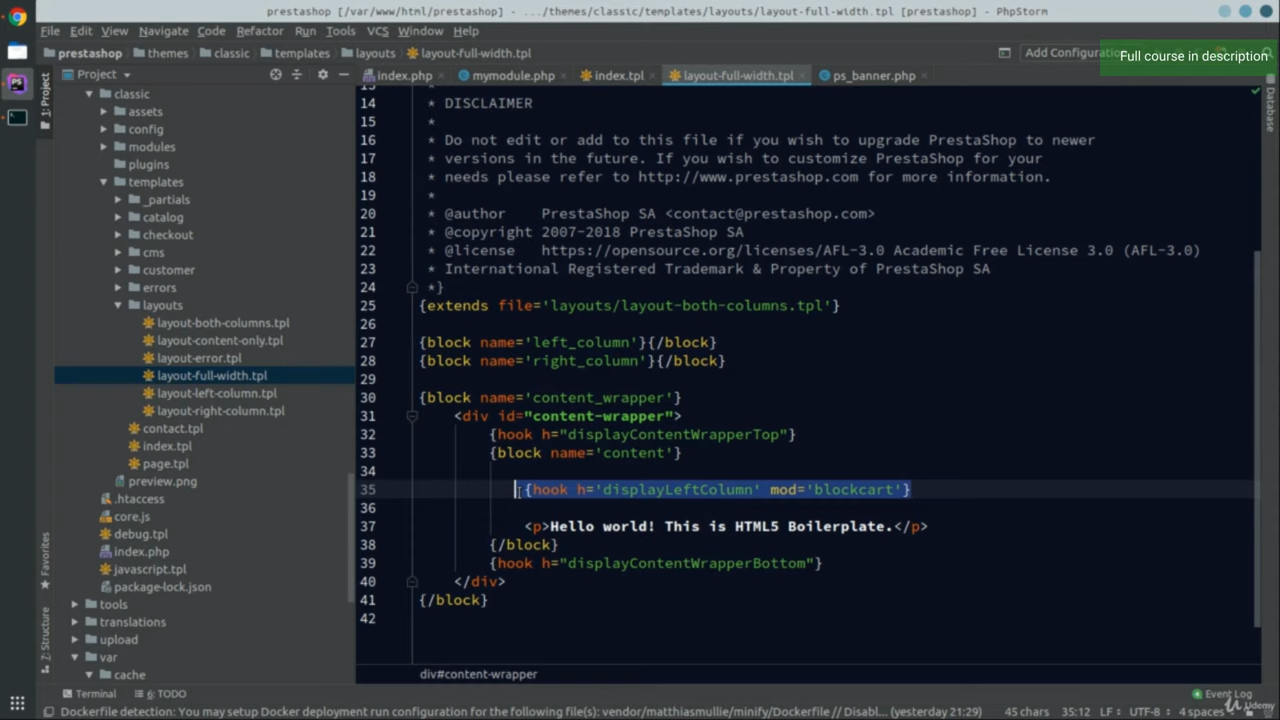 prestashop [/var/www/html/prestashop] - .../themes/classic/templates/layouts/layout-full-width.tpl [prestashop] - PhpStorm
File Edit View Navigate Code Refactor Run Tools VCS Window Help
prestashop themes classic templates layouts layout-full-width.tpl Add Configuratio
Full course in description
Project index.php mymodule.php index.tpl layout-full-width.tpl ps_banner.php
1: Project
Database
classic
assets
config
modules
plugins
templates
_partials
catalog
checkout
cms
customer
errors
layouts
layout-both-columns.tpl
layout-content-only.tpl
layout-error.tpl
layout-full-width.tpl
layout-left-column.tpl
layout-right-column.tpl
contact.tpl
index.tpl
page.tpl
preview.png
.htaccess
core.js
debug.tpl
index.php
javascript.tpl
package-lock.json
tools
translations
upload
var
cache
2: Favorites
7: Structure
13 *
14 * DISCLAIMER
15 *
16 * Do not edit or add to this file if you wish to upgrade PrestaShop to newer
17 * versions in the future. If you wish to customize PrestaShop for your
18 * needs please refer to http://www.prestashop.com for more information.
19 *
20 * @author    PrestaShop SA <contact@prestashop.com>
21 * @copyright 2007-2018 PrestaShop SA
22 * @license   https://opensource.org/licenses/AFL-3.0 Academic Free License 3.0 (AFL-3.0)
23 * International Registered Trademark & Property of PrestaShop SA
24 *}
25 {extends file='layouts/layout-both-columns.tpl'}
26
27 {block name='left_column'}{/block}
28 {block name='right_column'}{/block}
29
30 {block name='content_wrapper'}
31 <div id="content-wrapper">
32 {hook h="displayContentWrapperTop"}
33 {block name='content'}
34
35 {hook h='displayLeftColumn' mod='blockcart'}
36
37 <p>Hello world! This is HTML5 Boilerplate.</p>
38 {/block}
39 {hook h="displayContentWrapperBottom"}
40 </div>
41 {/block}
42
div#content-wrapper
Terminal 6: TODO Event Log
Dockerfile detection: You may setup Docker deployment run configuration for the following file(s): vendor/matthiasmullie/minify/Dockerfile // Disabl... (yesterday 21:29) 45 chars 35:12 LF UTF-8 4 spaces
Udemy